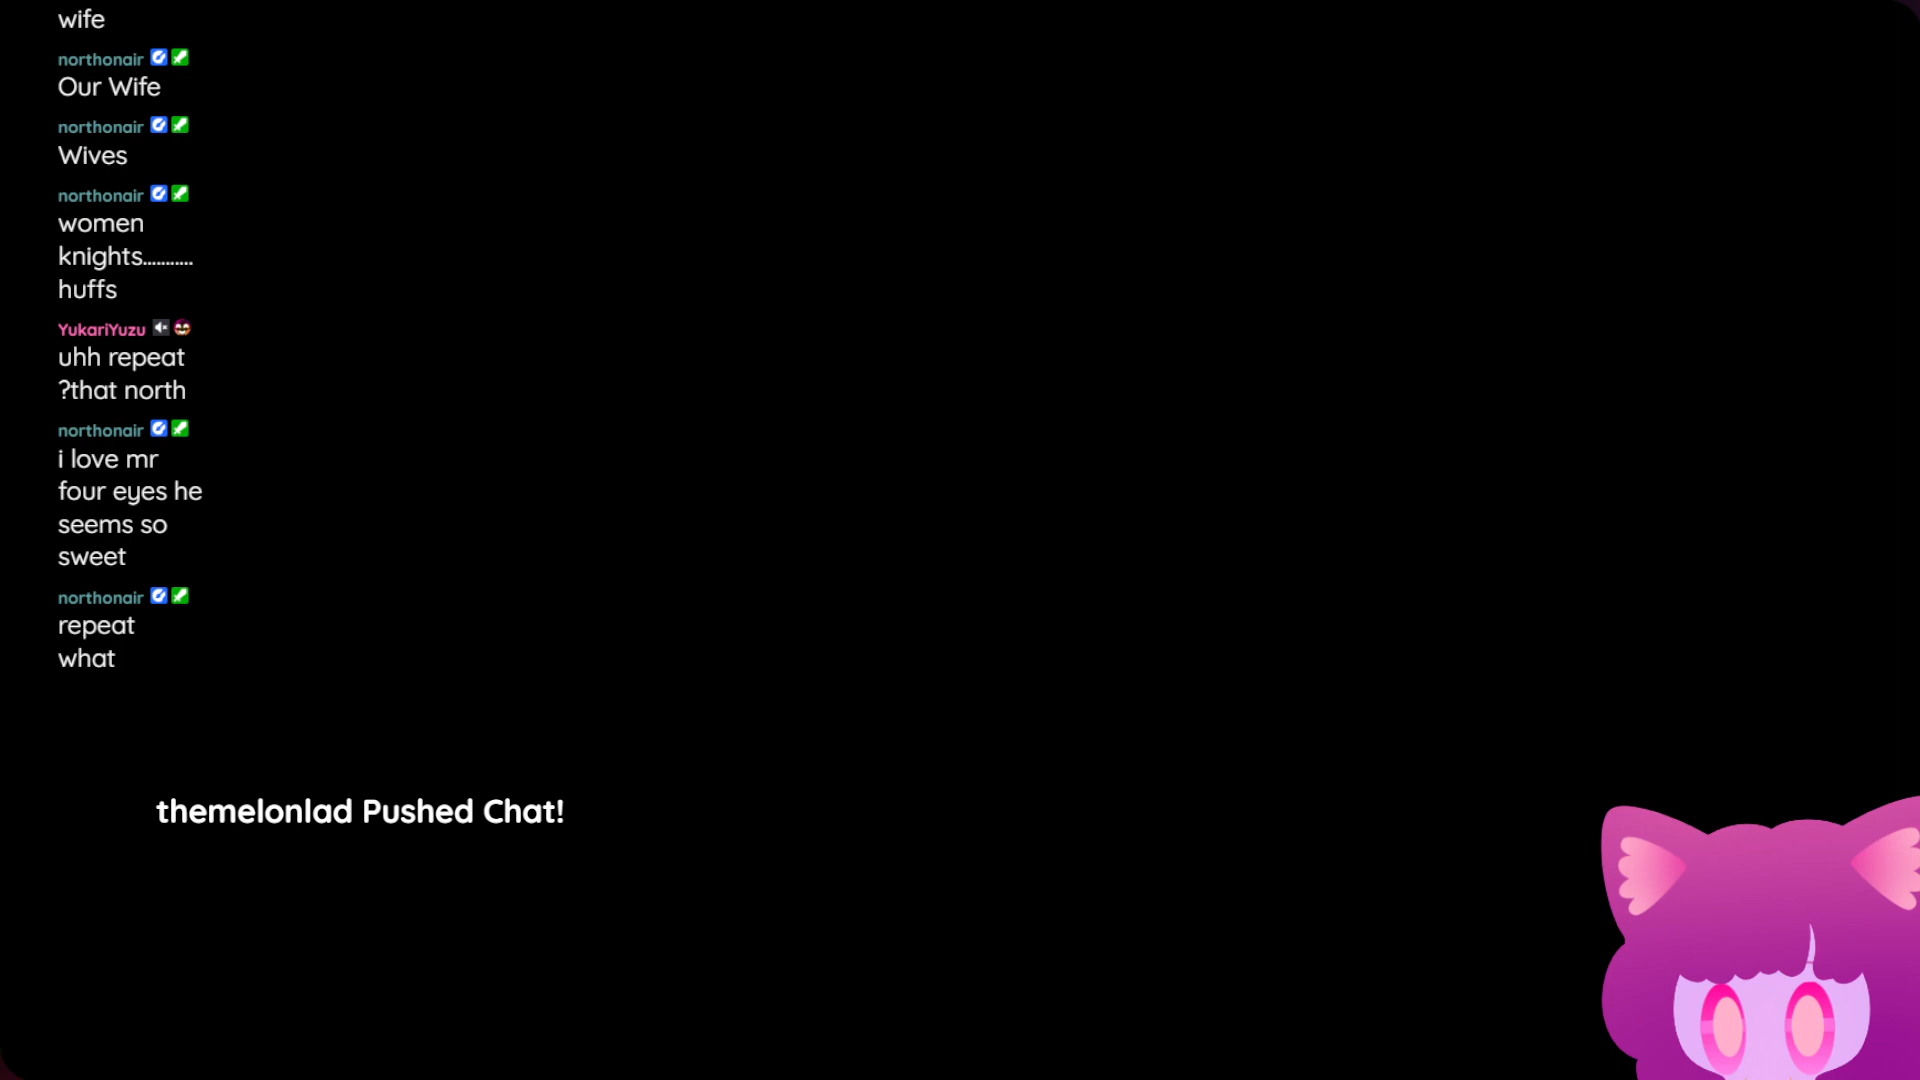 wife
northonair
Our Wife
northonair
Wives
northonair
women
knights...........
huffs
YukariYuzu
uhh repeat
?that north
northonair
i love mr
four eyes he
seems so
sweet
northonair
repeat
what
themelonlad Pushed Chat!